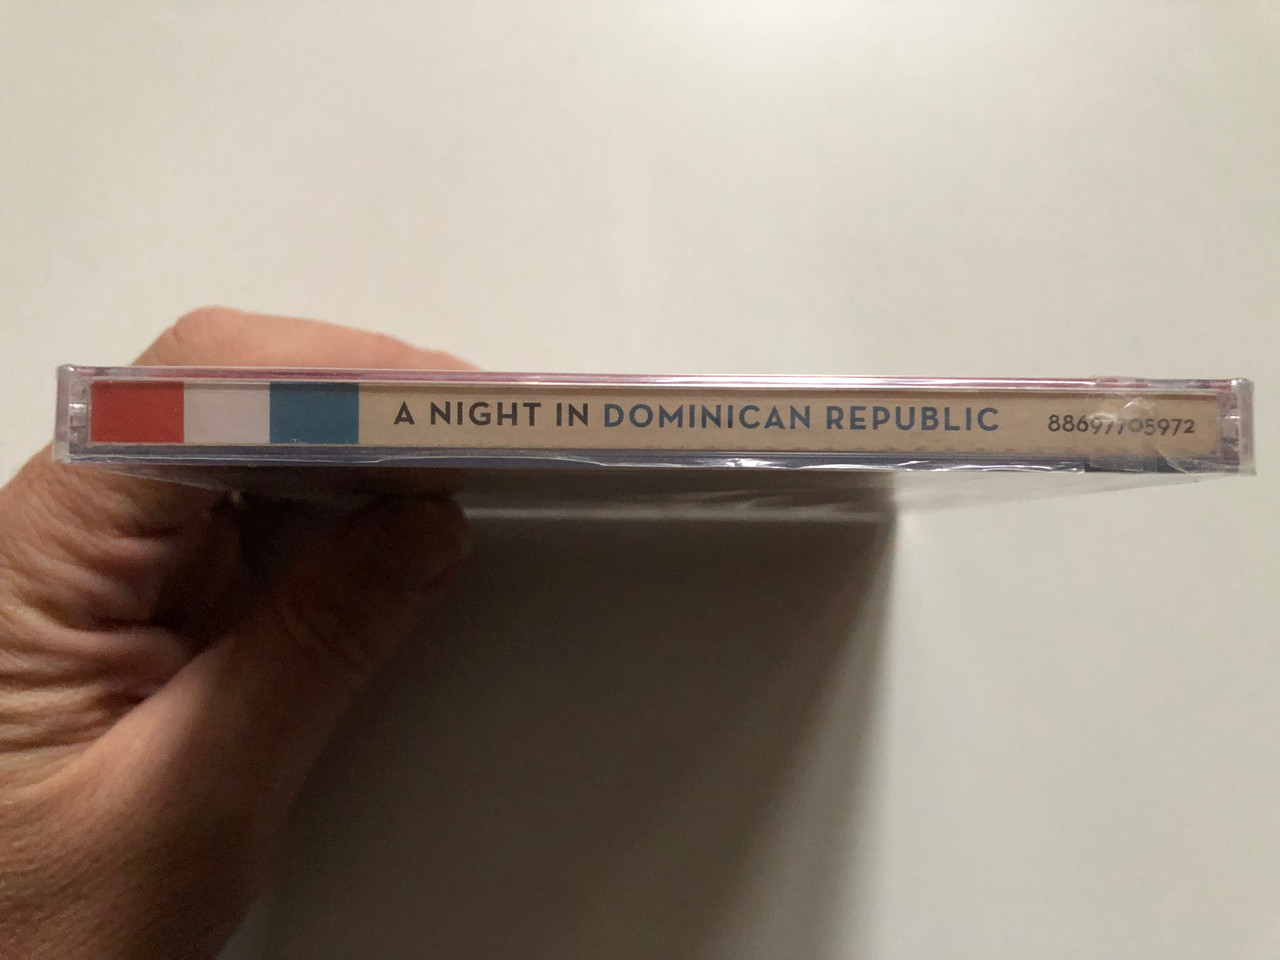 A NIGHT IN DOMINICAN REPUBLIC 88697705972